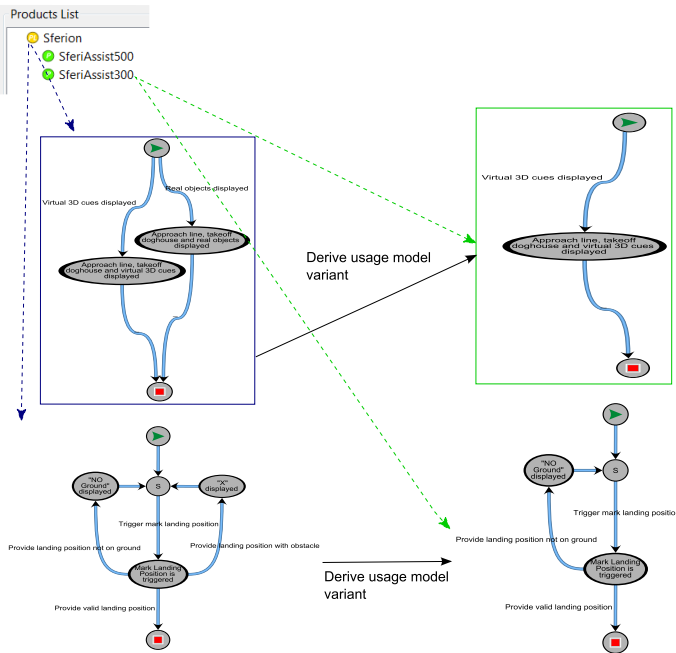 Products List
Sferion
SferiAssist500
SferiAssist300
Real objects displayed
Virtual 3D cues displayed
Approach line, takeoff
doghouse and real objects
displayed
Approach line, takeoff
doghouse and virtual 3D cues
displayed
Derive usage model
variant
Virtual 3D cues displayed
Approach line, takeoff
doghouse and virtual 3D cues
displayed
"NO
Ground"
displayed
S
"X"
displayed
Trigger mark landing position
Provide landing position not on ground
Provide landing position with obstacle
Mark Landing
Position is
triggered
Provide valid landing position
Derive usage model
variant
"NO
Ground"
displayed
S
Trigger mark landing positio
Provide landing position not on ground
Mark Landing
Position is
triggered
Provide valid landing position